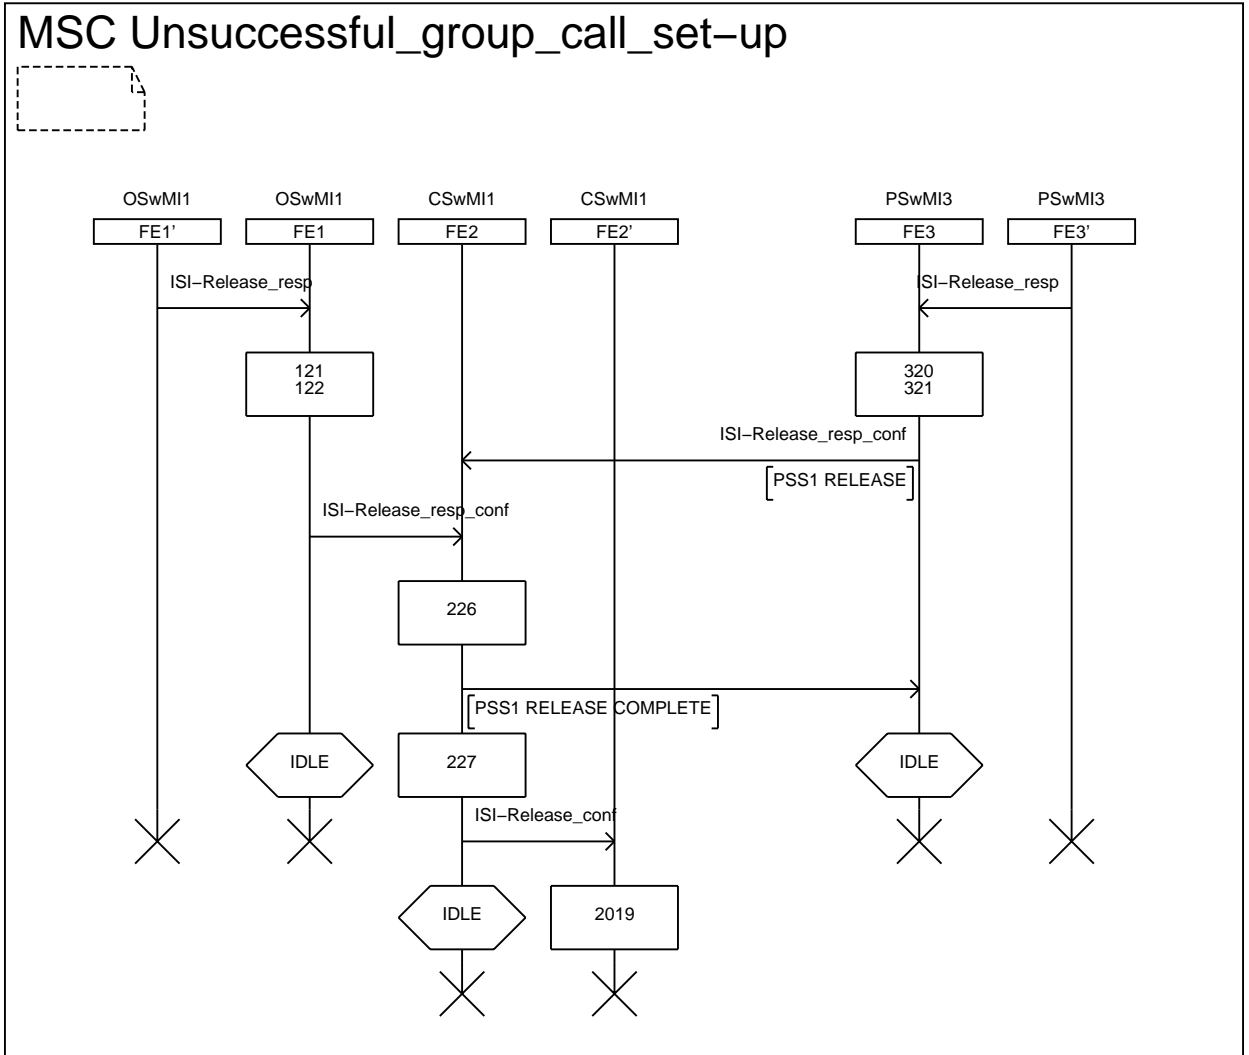 MSC Unsuccessful_group_call_set−up
OSwMI1 OSwMI1 CSwMI1 CSwMI1 PSwMI3 PSwMI3
FE1' FE1 FE2 FE2' FE3 FE3'
ISI−Release_resp ISI−Release_resp
121 320
122 321
ISI−Release_resp_conf
PSS1 RELEASE
ISI−Release_resp_conf
226
PSS1 RELEASE COMPLETE
IDLE 227 IDLE
ISI−Release_conf
IDLE 2019